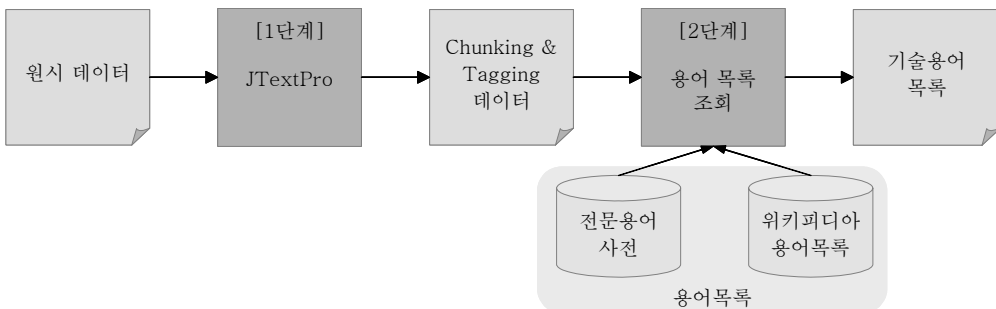 원시 데이터
[1단계]
JTextPro
Chunking &
Tagging
데이터
[2단계]
용어 목록
조회
기술용어
목록
전문용어
사전
위키피디아
용어목록
용어목록